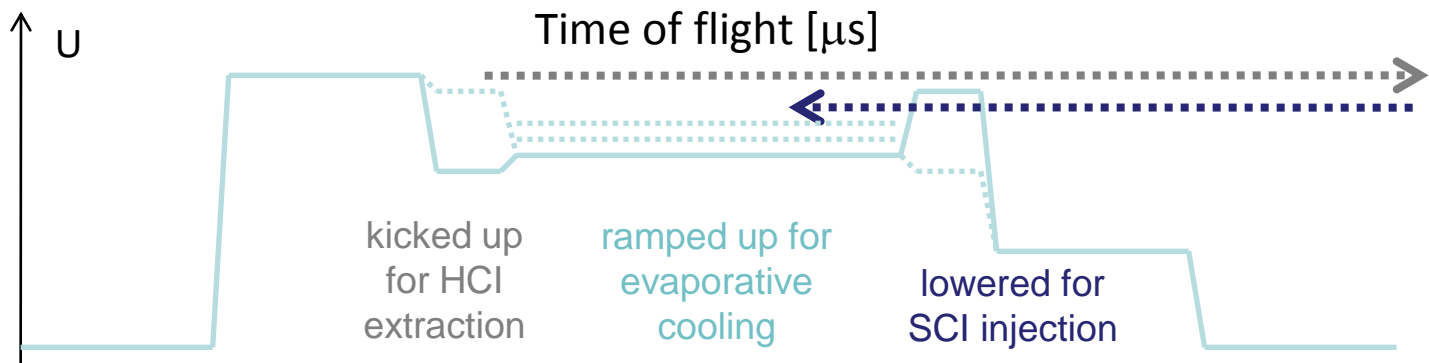 U
Time of flight [μs]
kicked up
for HCI
extraction
ramped up for
evaporative
cooling
lowered for
SCI injection